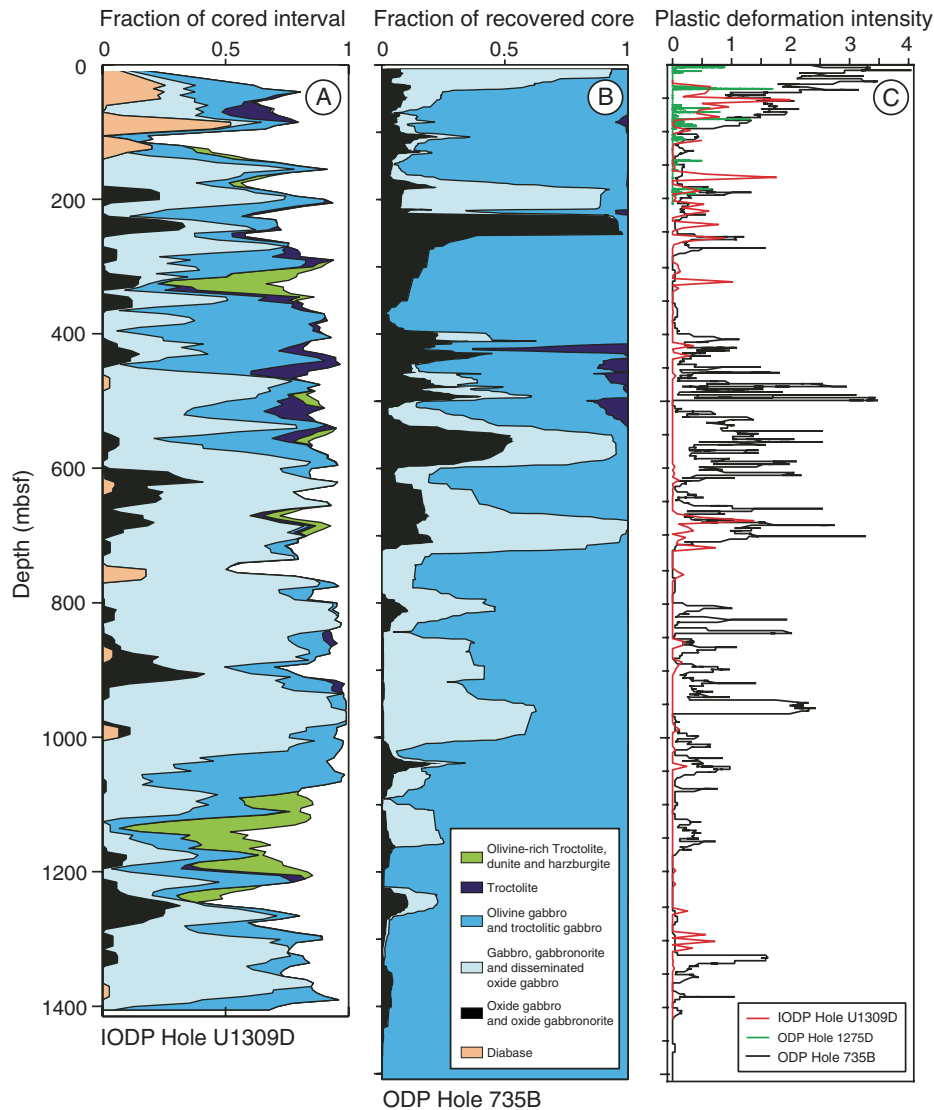 Fraction of cored interval
Fraction of recovered core
Plastic deformation intensity
0 0.5 1
0 0.5 1
0 1 2 3 4
A
B
C
Depth (mbsf)
0
200
400
600
800
1000
1200
1400
Olivine-rich Troctolite,
dunite and harzburgite
Troctolite
Olivine gabbro
and troctolitic gabbro
Gabbro, gabbronorite
and disseminated
oxide gabbro
Oxide gabbro
and oxide gabbronorite
Diabase
IODP Hole U1309D
ODP Hole 1275D
ODP Hole 735B
IODP Hole U1309D
ODP Hole 735B